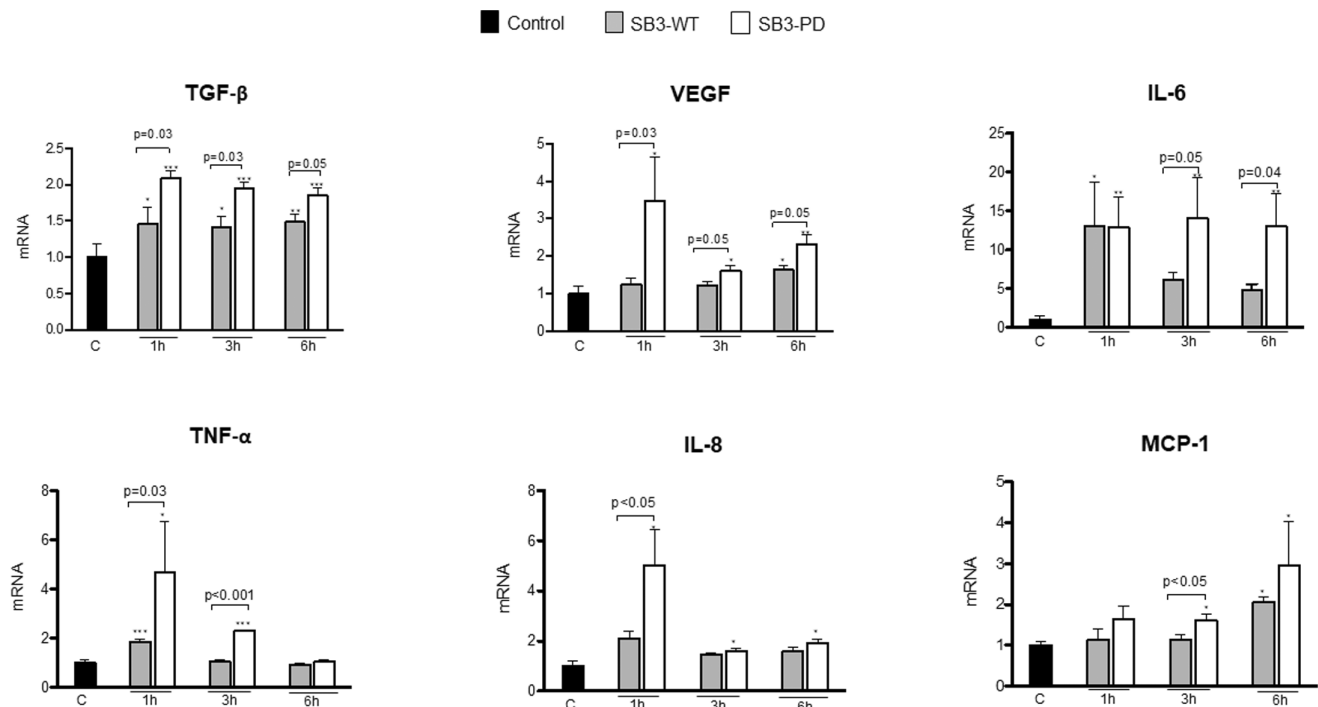 Control SB3-WT SB3-PD
TGF-β
p=0.03
p=0.03
p=0.05
2.5
2.0
1.5
1.0
0.5
0.0
mRNA
* *** * *** ** ***
C 1h 3h 6h
VEGF
p=0.03
p=0.05
p=0.05
5
4
3
2
1
0
mRNA
* * * **
C 1h 3h 6h
IL-6
p=0.05
p=0.04
25
20
15
10
5
0
mRNA
* ** ** **
C 1h 3h 6h
TNF-α
p=0.03
p<0.001
8
6
4
2
0
mRNA
*** * ***
C 1h 3h 6h
IL-8
p<0.05
8
6
4
2
0
mRNA
* * *
C 1h 3h 6h
MCP-1
p<0.05
5
4
3
2
1
0
mRNA
* * *
C 1h 3h 6h